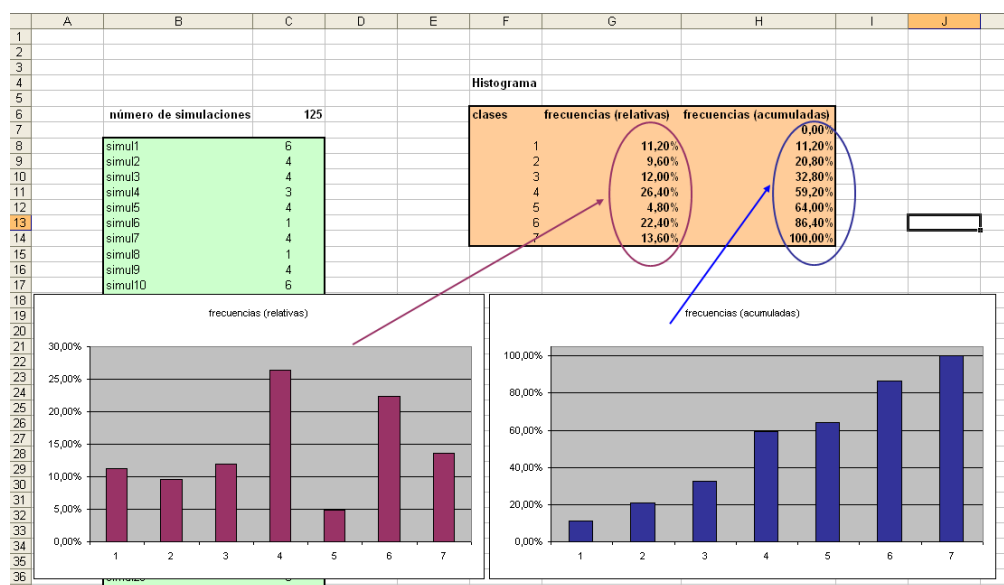 A B C D E F G H I J
1
2
3
4 Histograma
5
6 número de simulaciones 125 clases frecuencias (relativas) frecuencias (acumuladas)
7 0,00%
8 simul1 6 1 11,20% 11,20%
9 simul2 4 2 9,60% 20,80%
10 simul3 4 3 12,00% 32,80%
11 simul4 3 4 26,40% 59,20%
12 simul5 4 5 4,80% 64,00%
13 simul6 1 6 22,40% 86,40%
14 simul7 4 7 13,60% 100,00%
15 simul8 1
16 simul9 4
17 simul10 6
18
19
20
21
22
23
24
25
26
27
28
29
30
31
32
33
34
35
36
frecuencias (relativas)
30,00%
25,00%
20,00%
15,00%
10,00%
5,00%
0,00%
1 2 3 4 5 6 7
frecuencias (acumuladas)
100,00%
80,00%
60,00%
40,00%
20,00%
0,00%
1 2 3 4 5 6 7